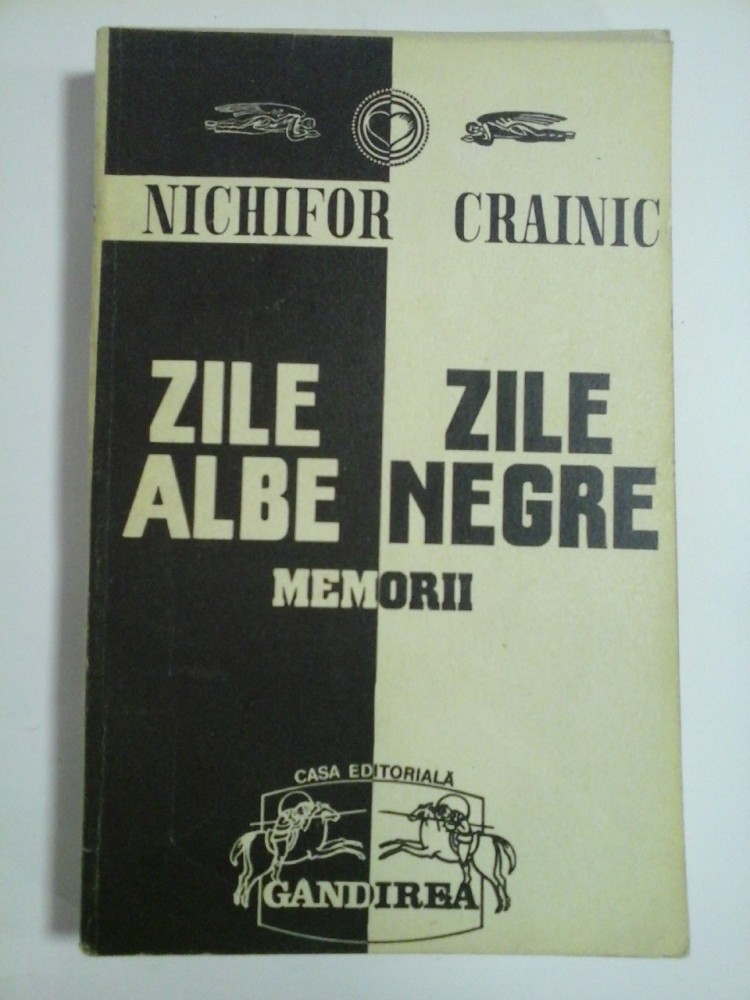 NICHIFOR CRAINIC
ZILE ALBE
ZILE NEGRE
MEMORII
CASA EDITORIALĂ
GANDIREA